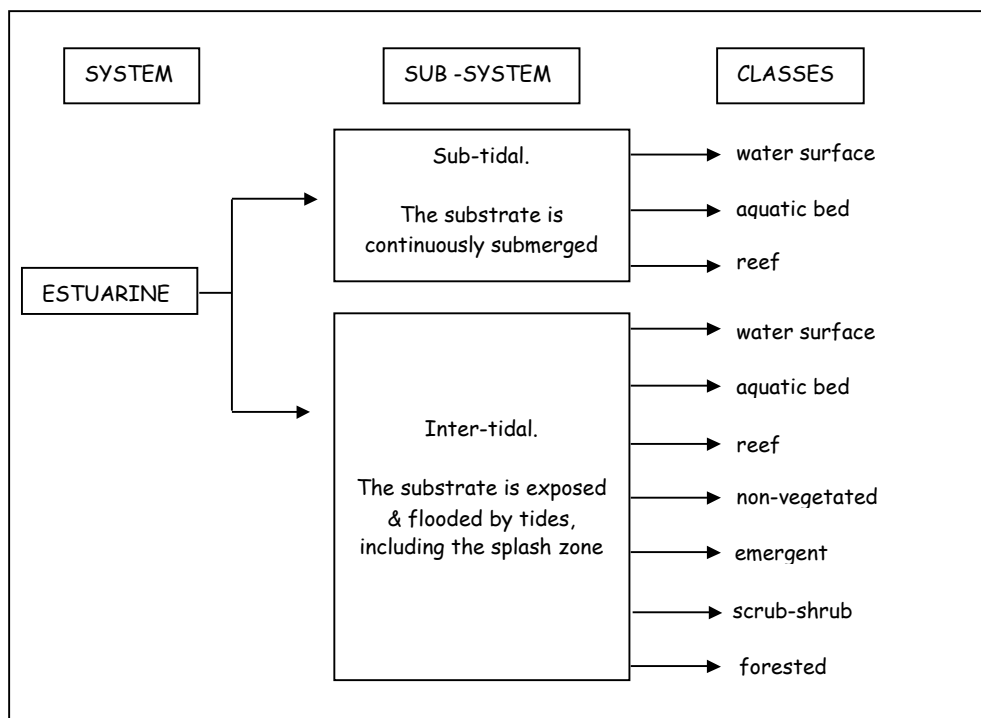 SYSTEM
SUB -SYSTEM
CLASSES
ESTUARINE
Sub-tidal.
The substrate is
continuously submerged
water surface
aquatic bed
reef
Inter-tidal.
The substrate is exposed
& flooded by tides,
including the splash zone
water surface
aquatic bed
reef
non-vegetated
emergent
scrub-shrub
forested